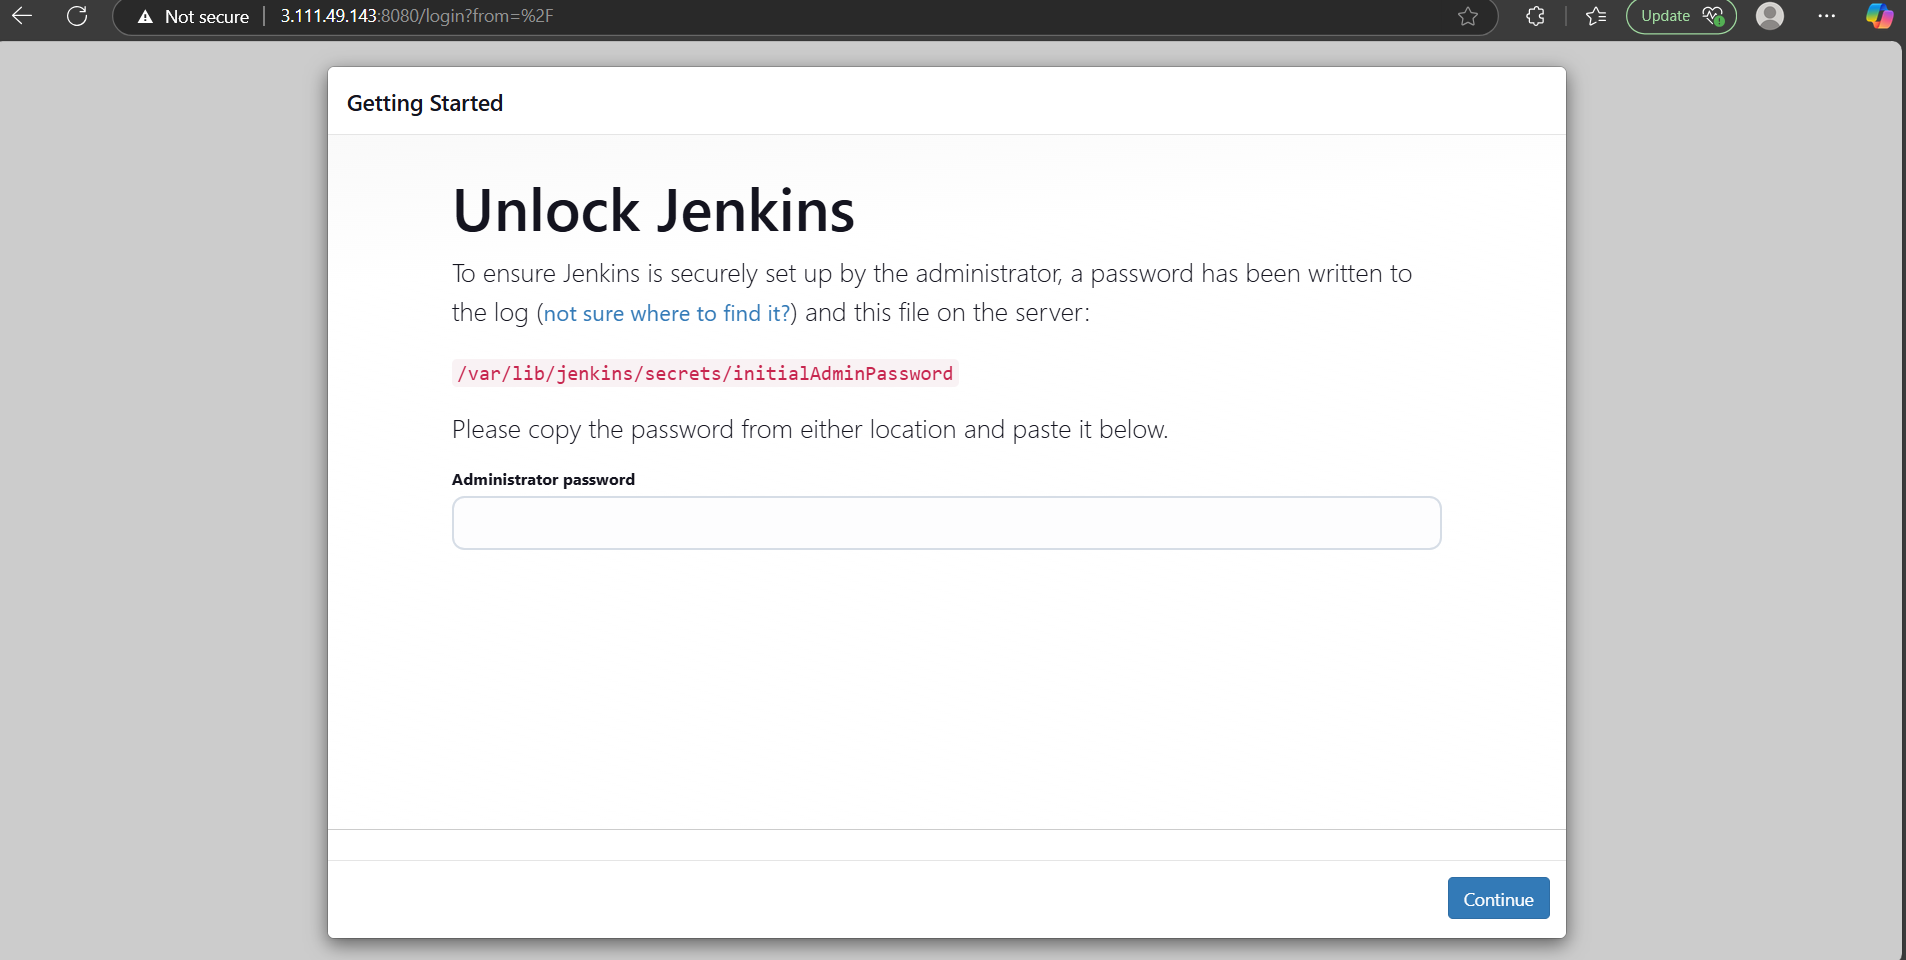 Not secure
3.111.49.143:8080/login?from=%2F
Update
Getting Started
Unlock Jenkins
To ensure Jenkins is securely set up by the administrator, a password has been written to
the log (not sure where to find it?) and this file on the server:
/var/lib/jenkins/secrets/initialAdminPassword
Please copy the password from either location and paste it below.
Administrator password
Continue